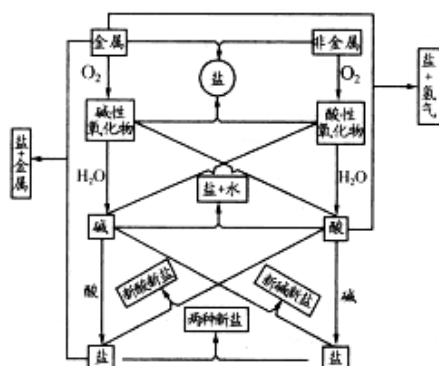 金属
非金属
O₂
盐
O₂
盐+氢气
碱性
氧化物
酸性
氧化物
盐+金属
H₂O
盐+水
H₂O
碱
酸
酸
新酸新盐
新碱新盐
碱
两种新盐
盐
盐